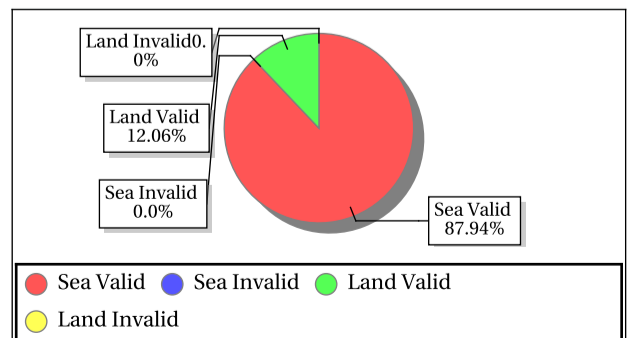 Land Invalid0.
0%
Land Valid
12.06%
Sea Invalid
0.0%
Sea Valid
87.94%
Sea Valid Sea Invalid Land Valid
Land Invalid